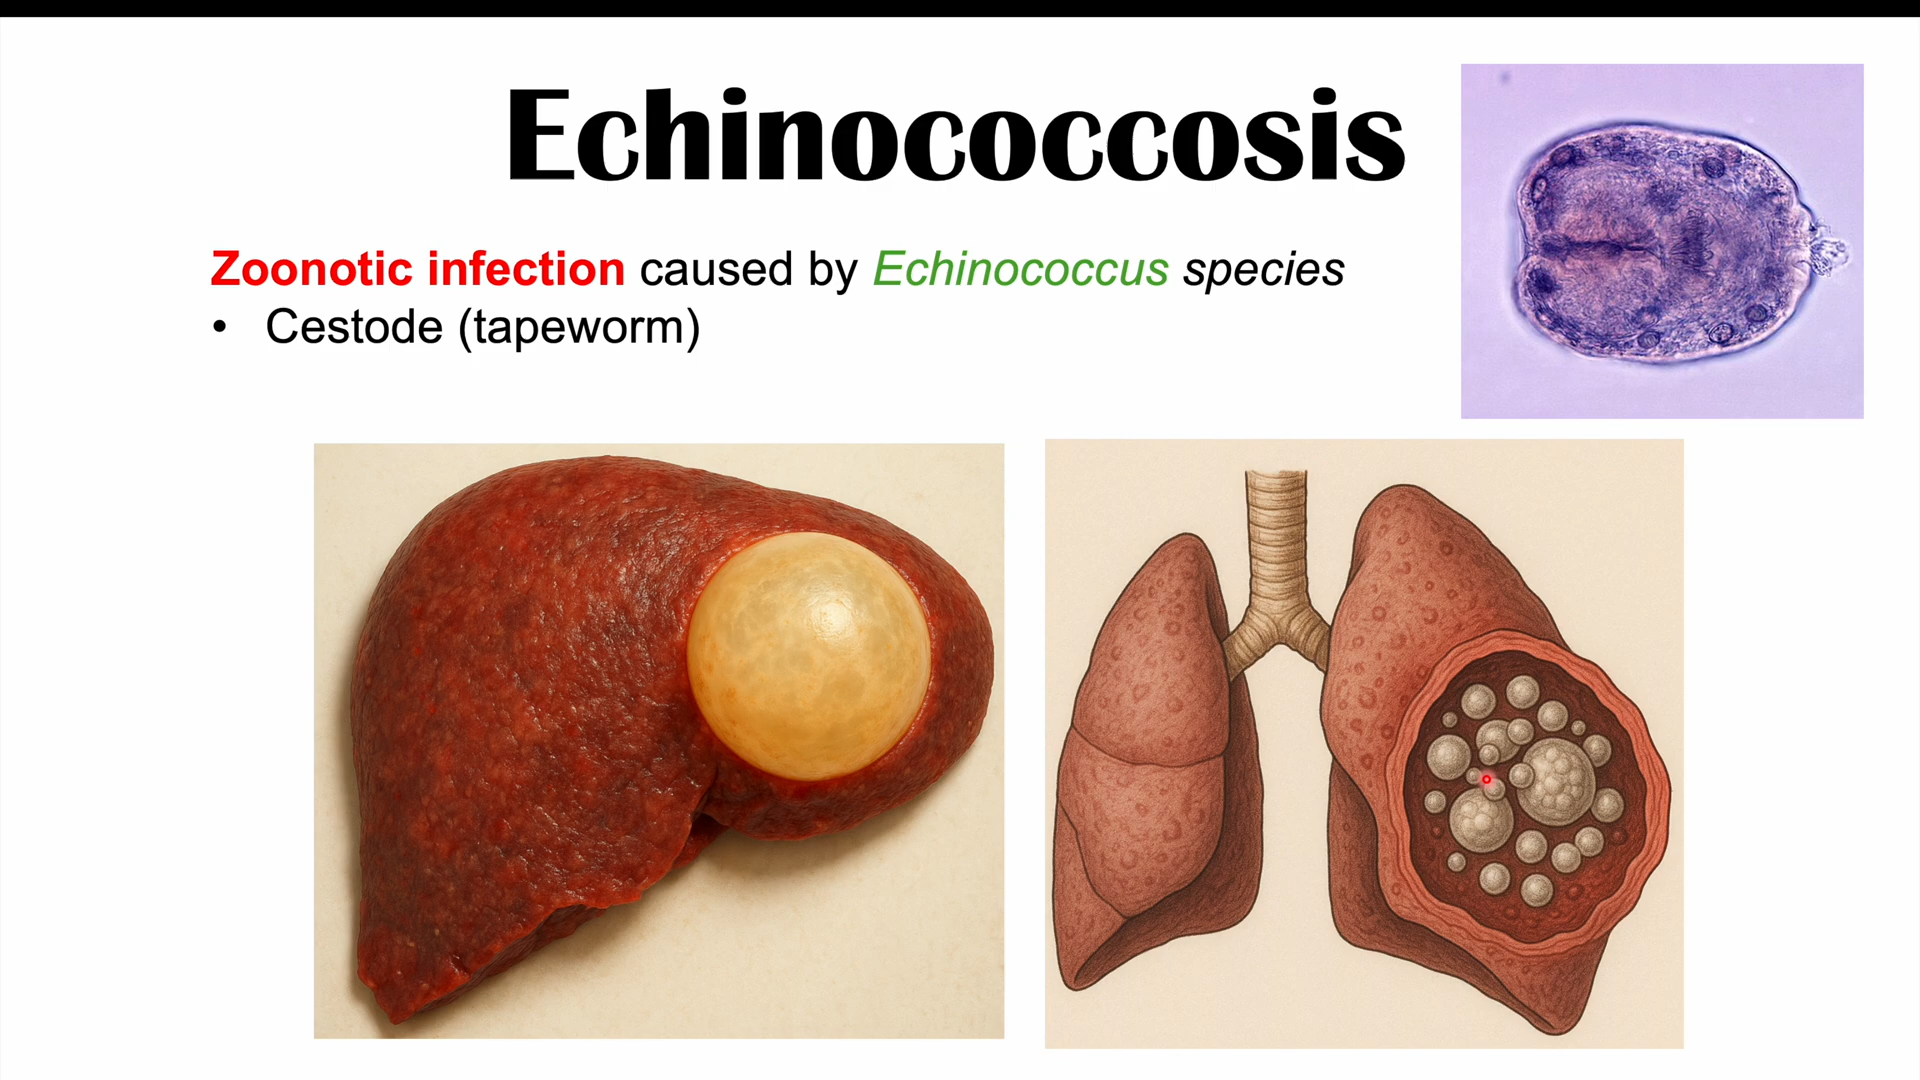 Echinococcosis
Zoonotic infection caused by Echinococcus species
• Cestode (tapeworm)